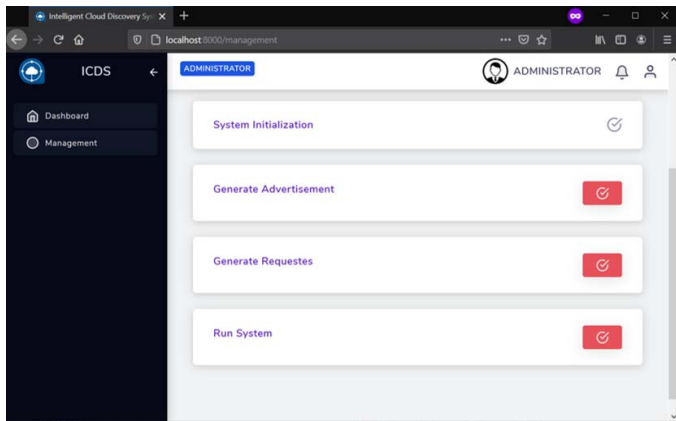 Intelligent Cloud Discovery Sys
localhost:8000/management
ICDS
ADMINISTRATOR
ADMINISTRATOR
Dashboard
Management
System Initialization
Generate Advertisement
Generate Requestes
Run System